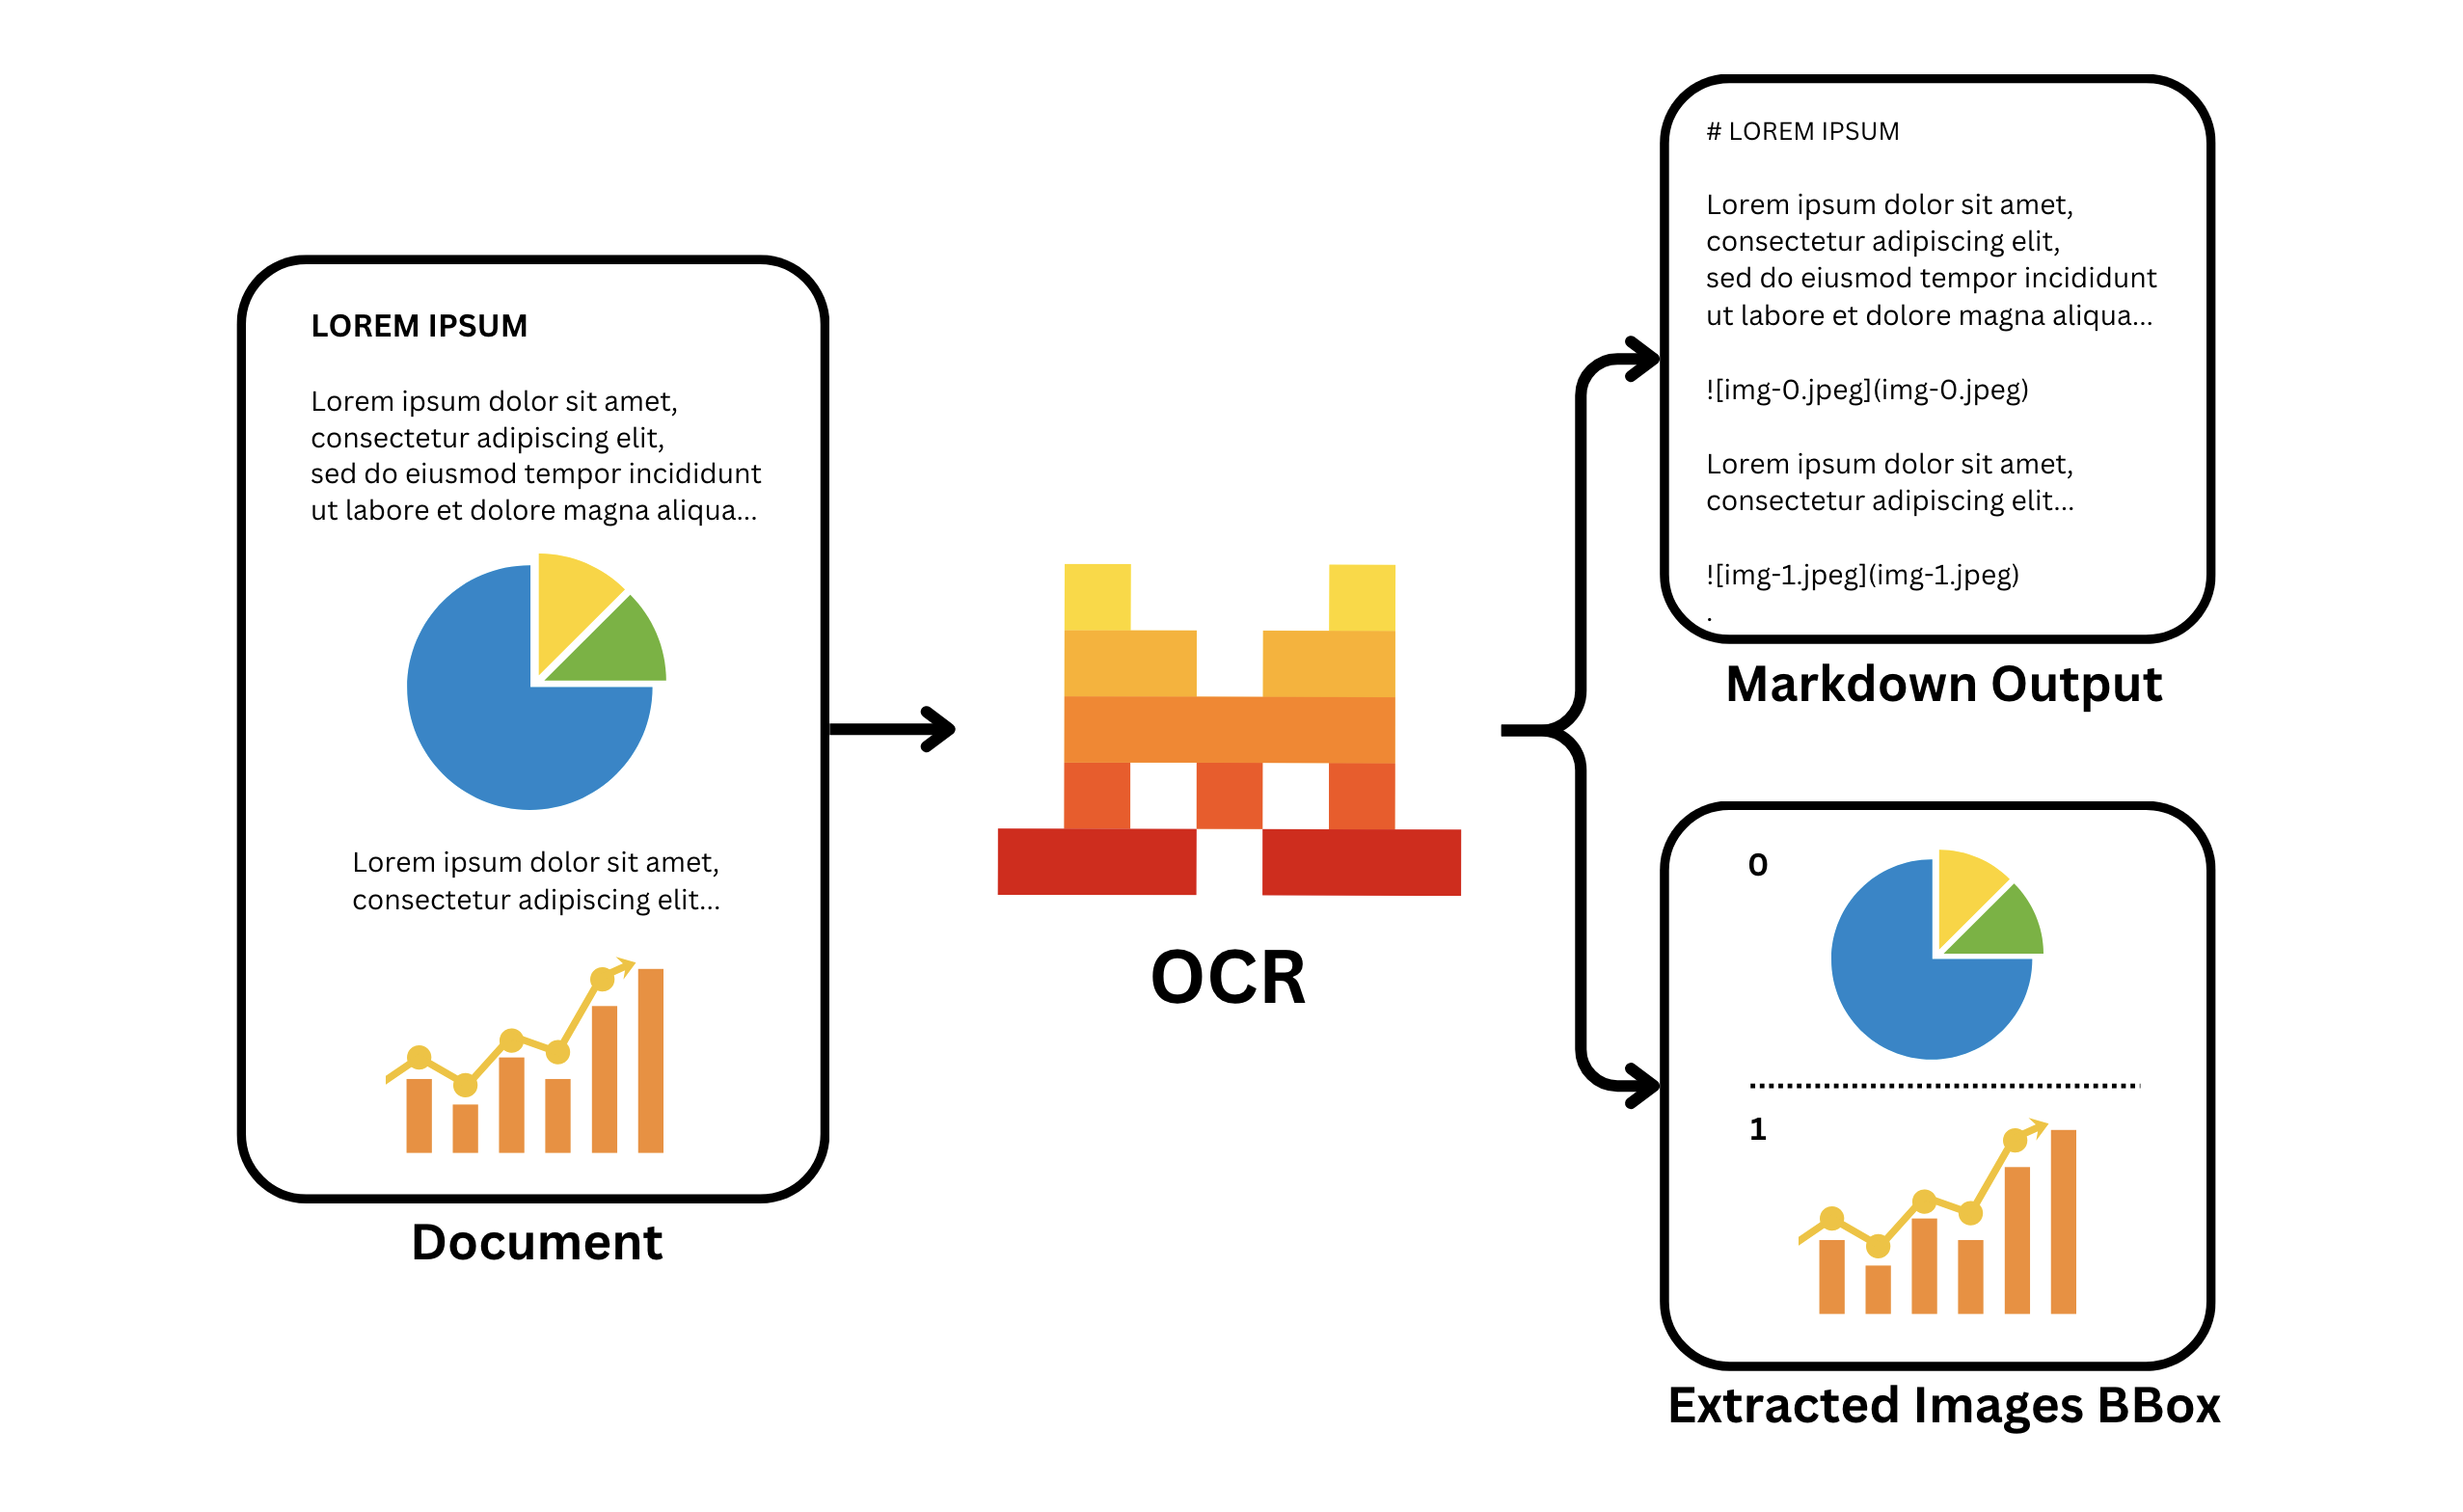 LOREM IPSUM
Lorem ipsum dolor sit amet,
consectetur adipiscing elit,
sed do eiusmod tempor incididunt
ut labore et dolore magna aliqua...
Lorem ipsum dolor sit amet,
consectetur adipiscing elit...
Document
OCR
# LOREM IPSUM
Lorem ipsum dolor sit amet,
consectetur adipiscing elit,
sed do eiusmod tempor incididunt
ut labore et dolore magna aliqua...
![img-0.jpeg](img-0.jpeg)
Lorem ipsum dolor sit amet,
consectetur adipiscing elit...
![img-1.jpeg](img-1.jpeg)
.
Markdown Output
0
1
Extracted Images BBox